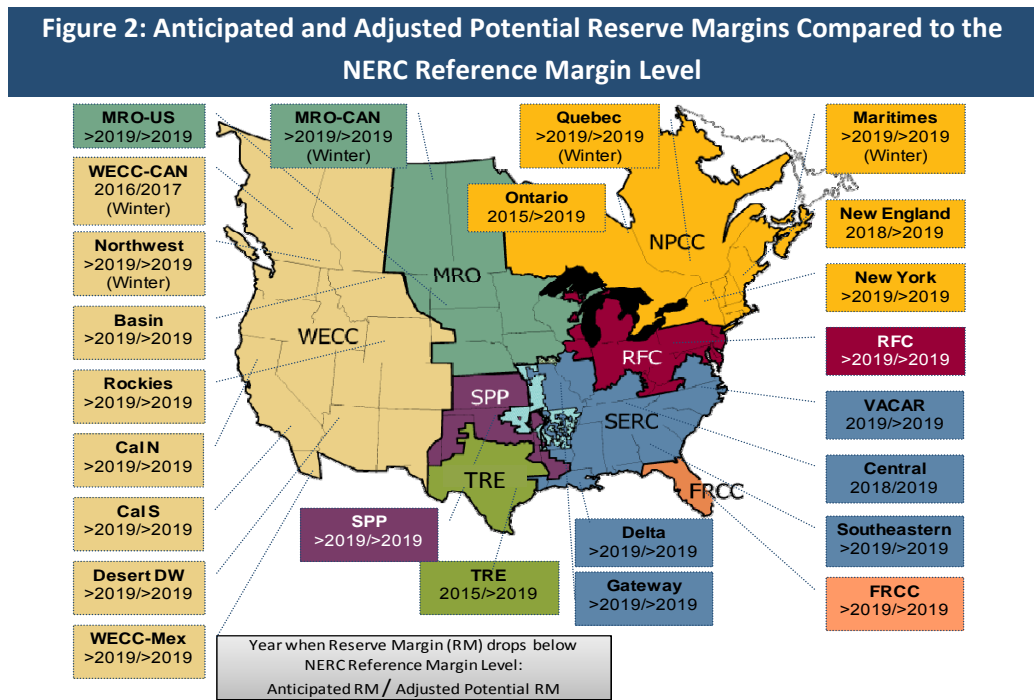 Figure 2: Anticipated and Adjusted Potential Reserve Margins Compared to the
NERC Reference Margin Level
MRO-US
>2019/>2019
MRO-CAN
>2019/>2019
(Winter)
Quebec
>2019/>2019
(Winter)
Maritimes
>2019/>2019
(Winter)
WECC-CAN
2016/2017
(Winter)
Ontario
2015/>2019
New England
2018/>2019
Northwest
>2019/>2019
(Winter)
NPCC
MRO
New York
>2019/>2019
Basin
>2019/>2019
WECC
RFC
RFC
>2019/>2019
Rockies
>2019/>2019
SPP
SERC
VACAR
2019/>2019
Cal N
>2019/>2019
TRE
FRCC
Central
2018/2019
Cal S
>2019/>2019
SPP
>2019/>2019
Delta
>2019/>2019
Southeastern
>2019/>2019
Desert DW
>2019/>2019
TRE
2015/>2019
Gateway
>2019/>2019
FRCC
>2019/>2019
WECC-Mex
>2019/>2019
Year when Reserve Margin (RM) drops below
NERC Reference Margin Level:
Anticipated RM / Adjusted Potential RM